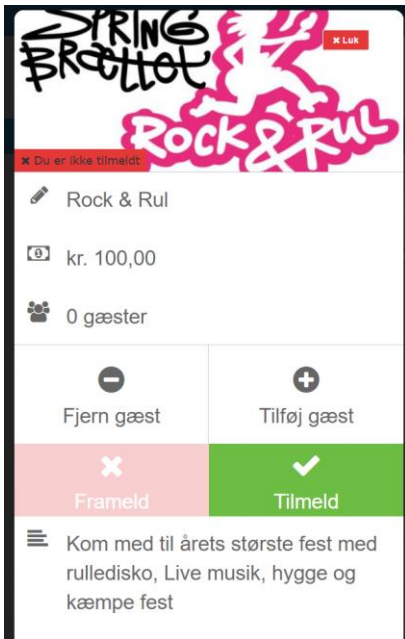 SPRING
BRÆTTET
× Luk
ROCK & RUL
× Du er ikke tilmeldt
Rock & Rul
kr. 100,00
0 gæster
Fjern gæst
Tilføj gæst
Frameld
Tilmeld
Kom med til årets største fest med
rulledisko, Live musik, hygge og
kæmpe fest